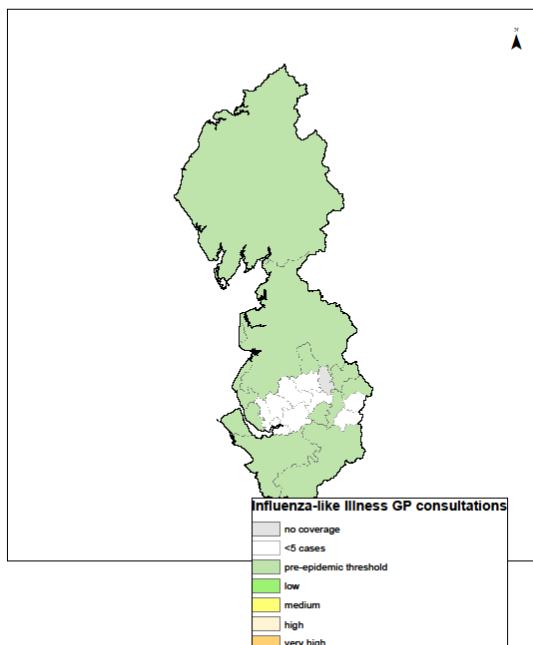 N
Influenza-like Illness GP consultations
no coverage
<5 cases
pre-epidemic threshold
low
medium
high
very high